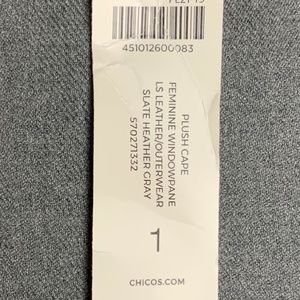 451012600083
PLUSH CAPE
FEMININE WINDOWPANE
LS LEATHER/OUTERWEAR
SLATE HEATHER GRAY
570271332
1
CHICOS.COM